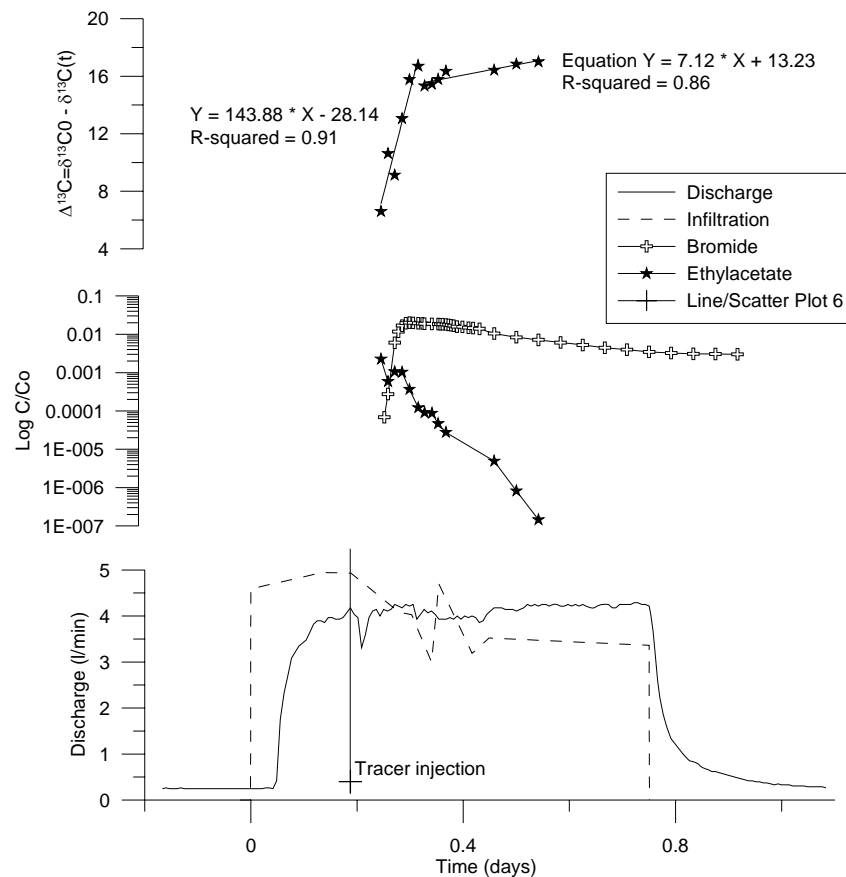 20
16
12
8
4
Δ¹³C=δ¹³C0 - δ¹³C(t)
Y = 143.88 * X - 28.14
R-squared = 0.91
Equation Y = 7.12 * X + 13.23
R-squared = 0.86
Discharge
Infiltration
Bromide
Ethylacetate
Line/Scatter Plot 6
0.1
0.01
0.001
0.0001
1E-005
1E-006
1E-007
Log C/Co
5
4
3
2
1
0
Discharge (l/min)
Tracer injection
0
0.4
0.8
Time (days)